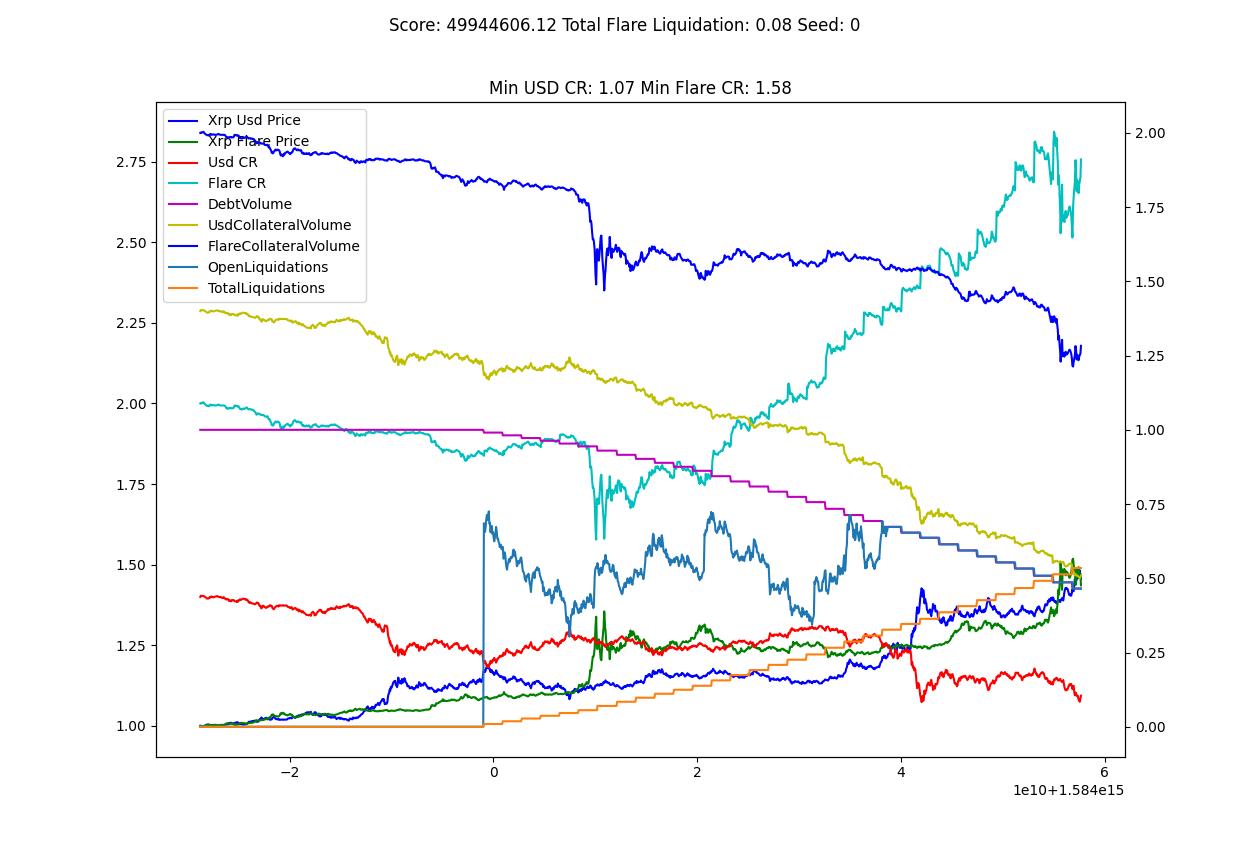 Score: 49944606.12 Total Flare Liquidation: 0.08 Seed: 0
Min USD CR: 1.07 Min Flare CR: 1.58
Xrp Usd Price
Xrp Flare Price
Usd CR
Flare CR
DebtVolume
UsdCollateralVolume
FlareCollateralVolume
OpenLiquidations
TotalLiquidations
2.75
2.50
2.25
2.00
1.75
1.50
1.25
1.00
2.00
1.75
1.50
1.25
1.00
0.75
0.50
0.25
0.00
−2 0 2 4 6
1e10+1.584e15